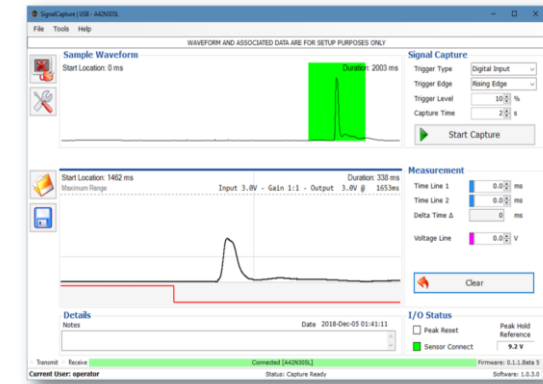 SignalCapture | USB - A42N305L
File Tools Help
WAVEFORM AND ASSOCIATED DATA ARE FOR SETUP PURPOSES ONLY
Sample Waveform
Start Location: 0 ms
Duration: 2003 ms
Signal Capture
Trigger Type Digital Input
Trigger Edge Rising Edge
Trigger Level 10 %
Capture Time 2 s
Start Capture
Start Location: 1462 ms
Duration: 338 ms
Maximum Range
Input 3.0V - Gain 1:1 - Output 3.0V @ 1653ms
Measurement
Time Line 1 0.0 ms
Time Line 2 0.0 ms
Delta Time Δ 0 ms
Voltage Line 0.0 V
Clear
Details
Notes
Date 2018-Dec-05 01:41:11
I/O Status
Peak Reset
Peak Hold
Reference
Sensor Connect
9.2 V
Transmit Receive
Connected [A42N305L]
Firmware: 0.1.1.Beta 5
Current User: operator
Status: Capture Ready
Software: 1.0.3.0